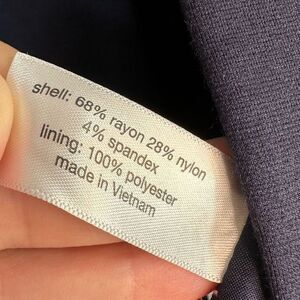 shell: 68% rayon 28% nylon
4% spandex
lining: 100% polyester
made in Vietnam